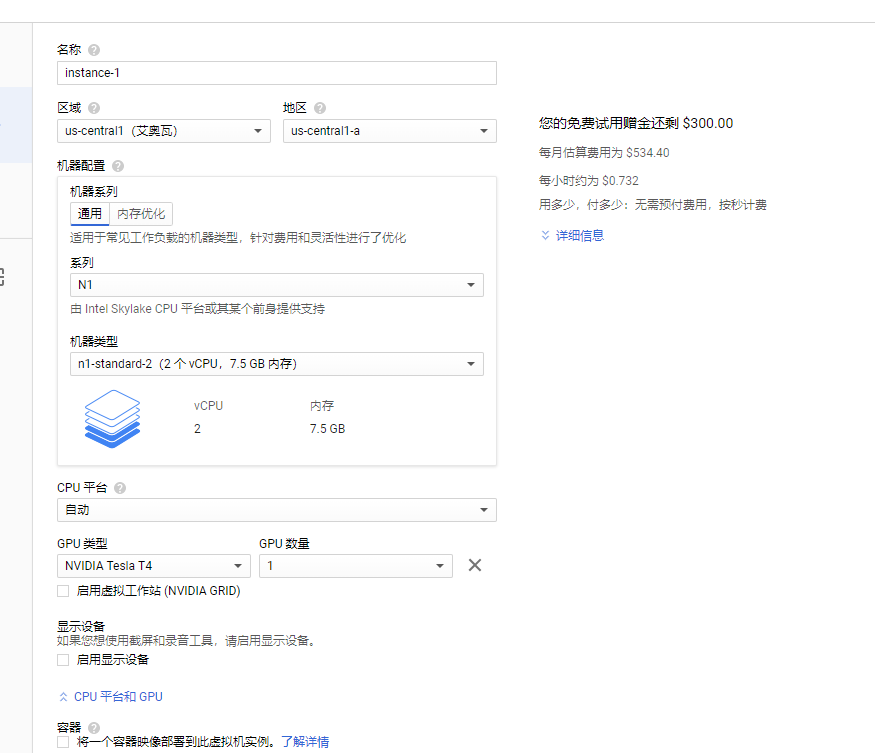 名称
instance-1
区域 地区
us-central1（艾奥瓦） us-central1-a
您的免费试用赠金还剩 $300.00
每月估算费用为 $534.40
每小时约为 $0.732
用多少，付多少：无需预付费用，按秒计费
详细信息
机器配置
机器系列
通用 内存优化
适用于常见工作负载的机器类型，针对费用和灵活性进行了优化
系列
N1
由 Intel Skylake CPU 平台或其某个前身提供支持
机器类型
n1-standard-2（2 个 vCPU，7.5 GB 内存）
vCPU 内存
2 7.5 GB
CPU 平台
自动
GPU 类型 GPU 数量
NVIDIA Tesla T4 1
启用虚拟工作站 (NVIDIA GRID)
显示设备
如果您想使用截屏和录音工具，请启用显示设备。
启用显示设备
CPU 平台和 GPU
容器
将一个容器映像部署到此虚拟机实例。了解详情